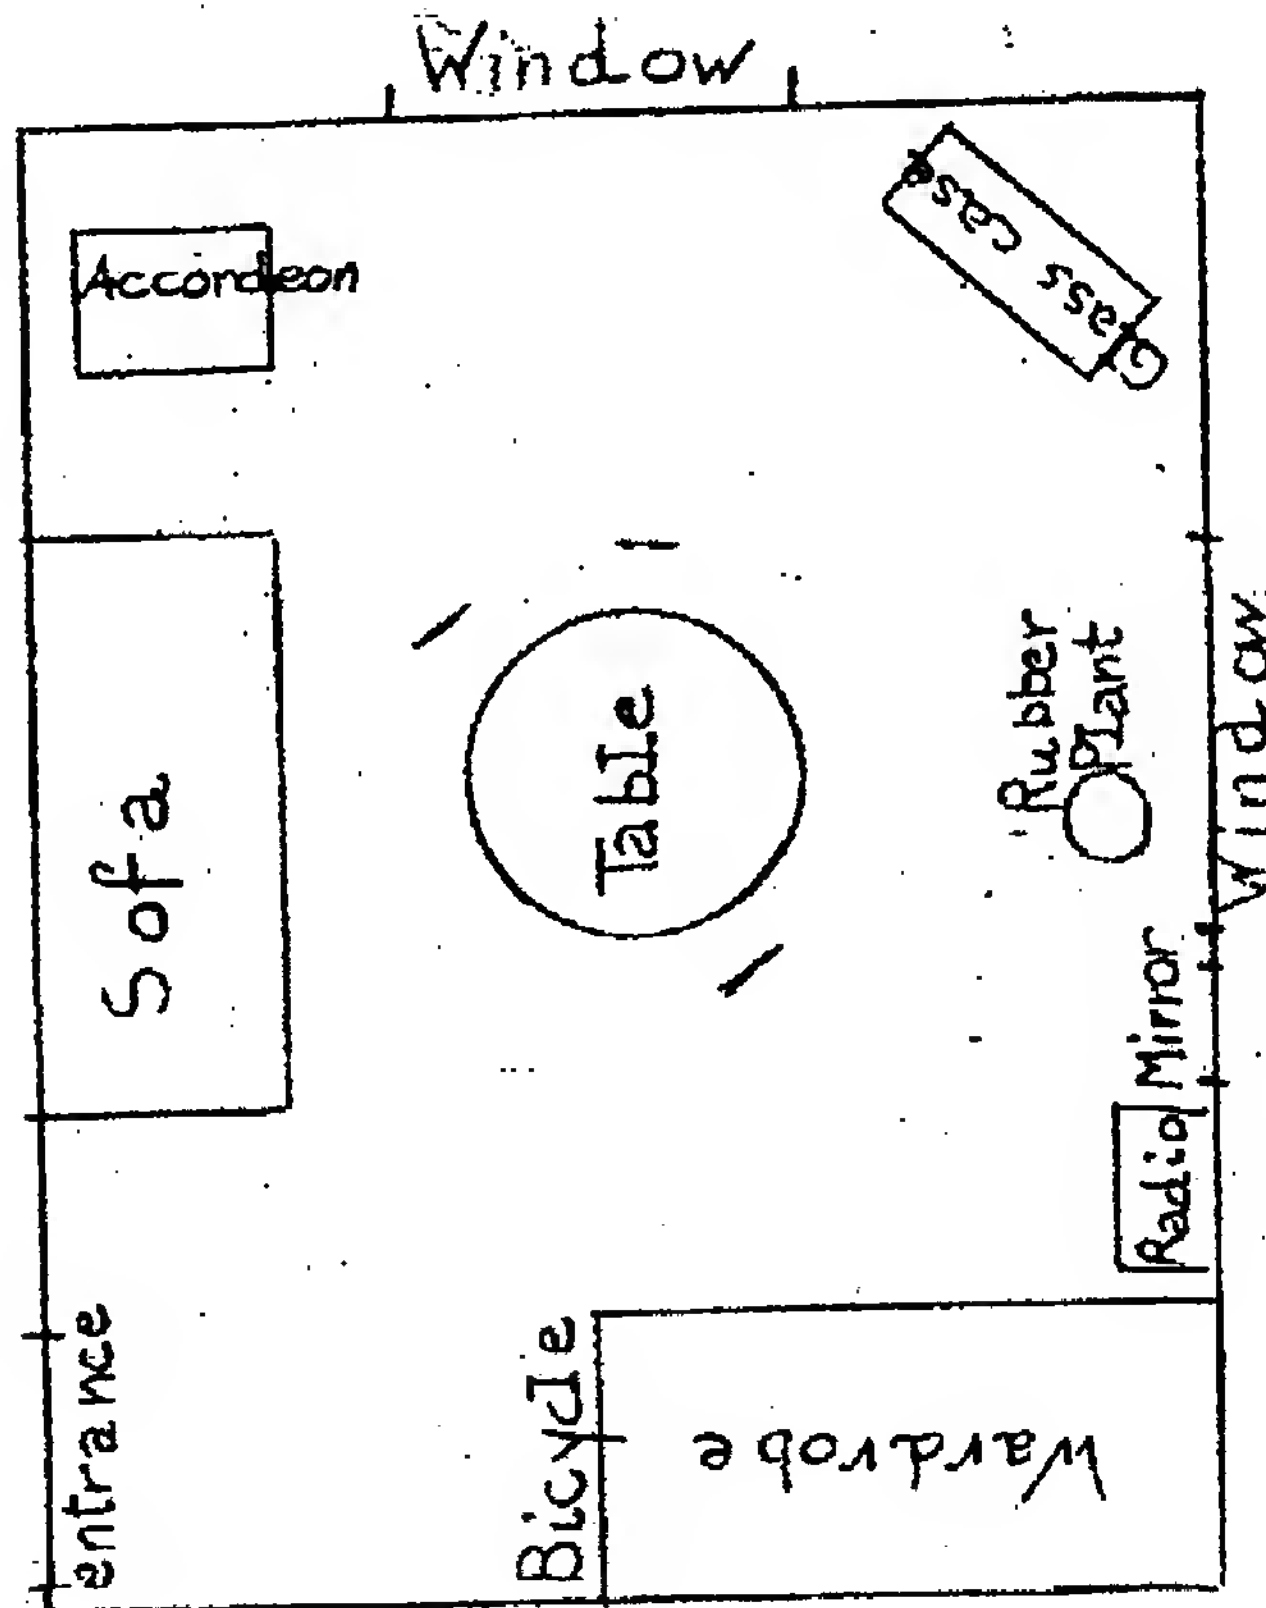 Window
Accordeon
Glass case
Sofa
Table
Rubber
Plant
Window
Mirror
Radio
entrance
Bicycle
Wardrobe